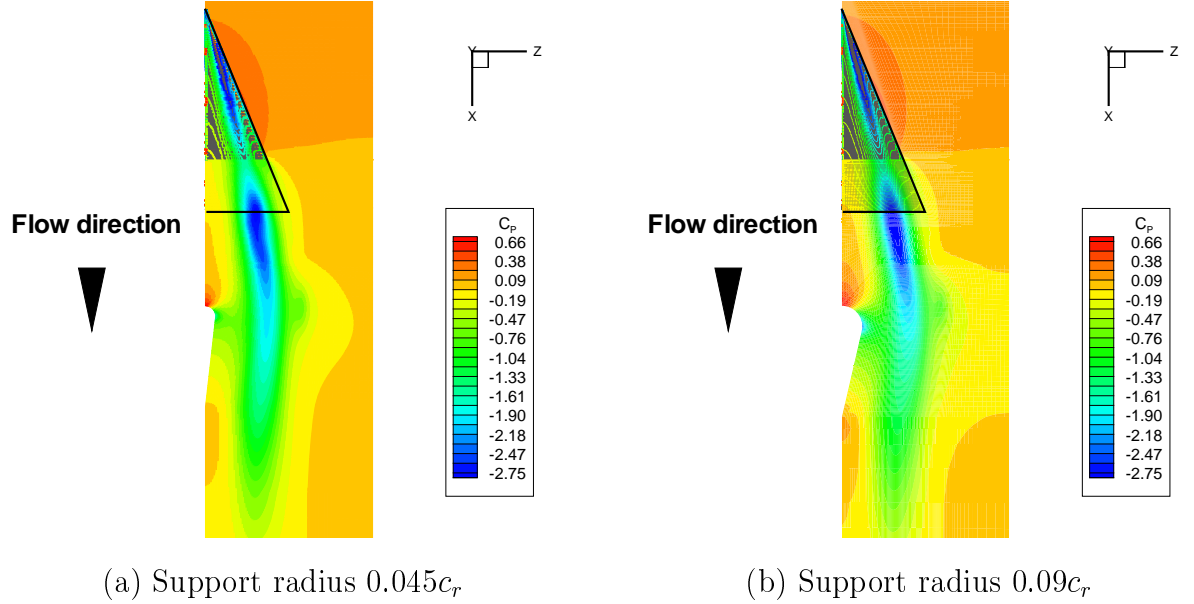 Y Z
X
Flow direction
C_P
0.66
0.38
0.09
-0.19
-0.47
-0.76
-1.04
-1.33
-1.61
-1.90
-2.18
-2.47
-2.75
(a) Support radius 0.045c_r
Y Z
X
Flow direction
C_P
0.66
0.38
0.09
-0.19
-0.47
-0.76
-1.04
-1.33
-1.61
-1.90
-2.18
-2.47
-2.75
(b) Support radius 0.09c_r